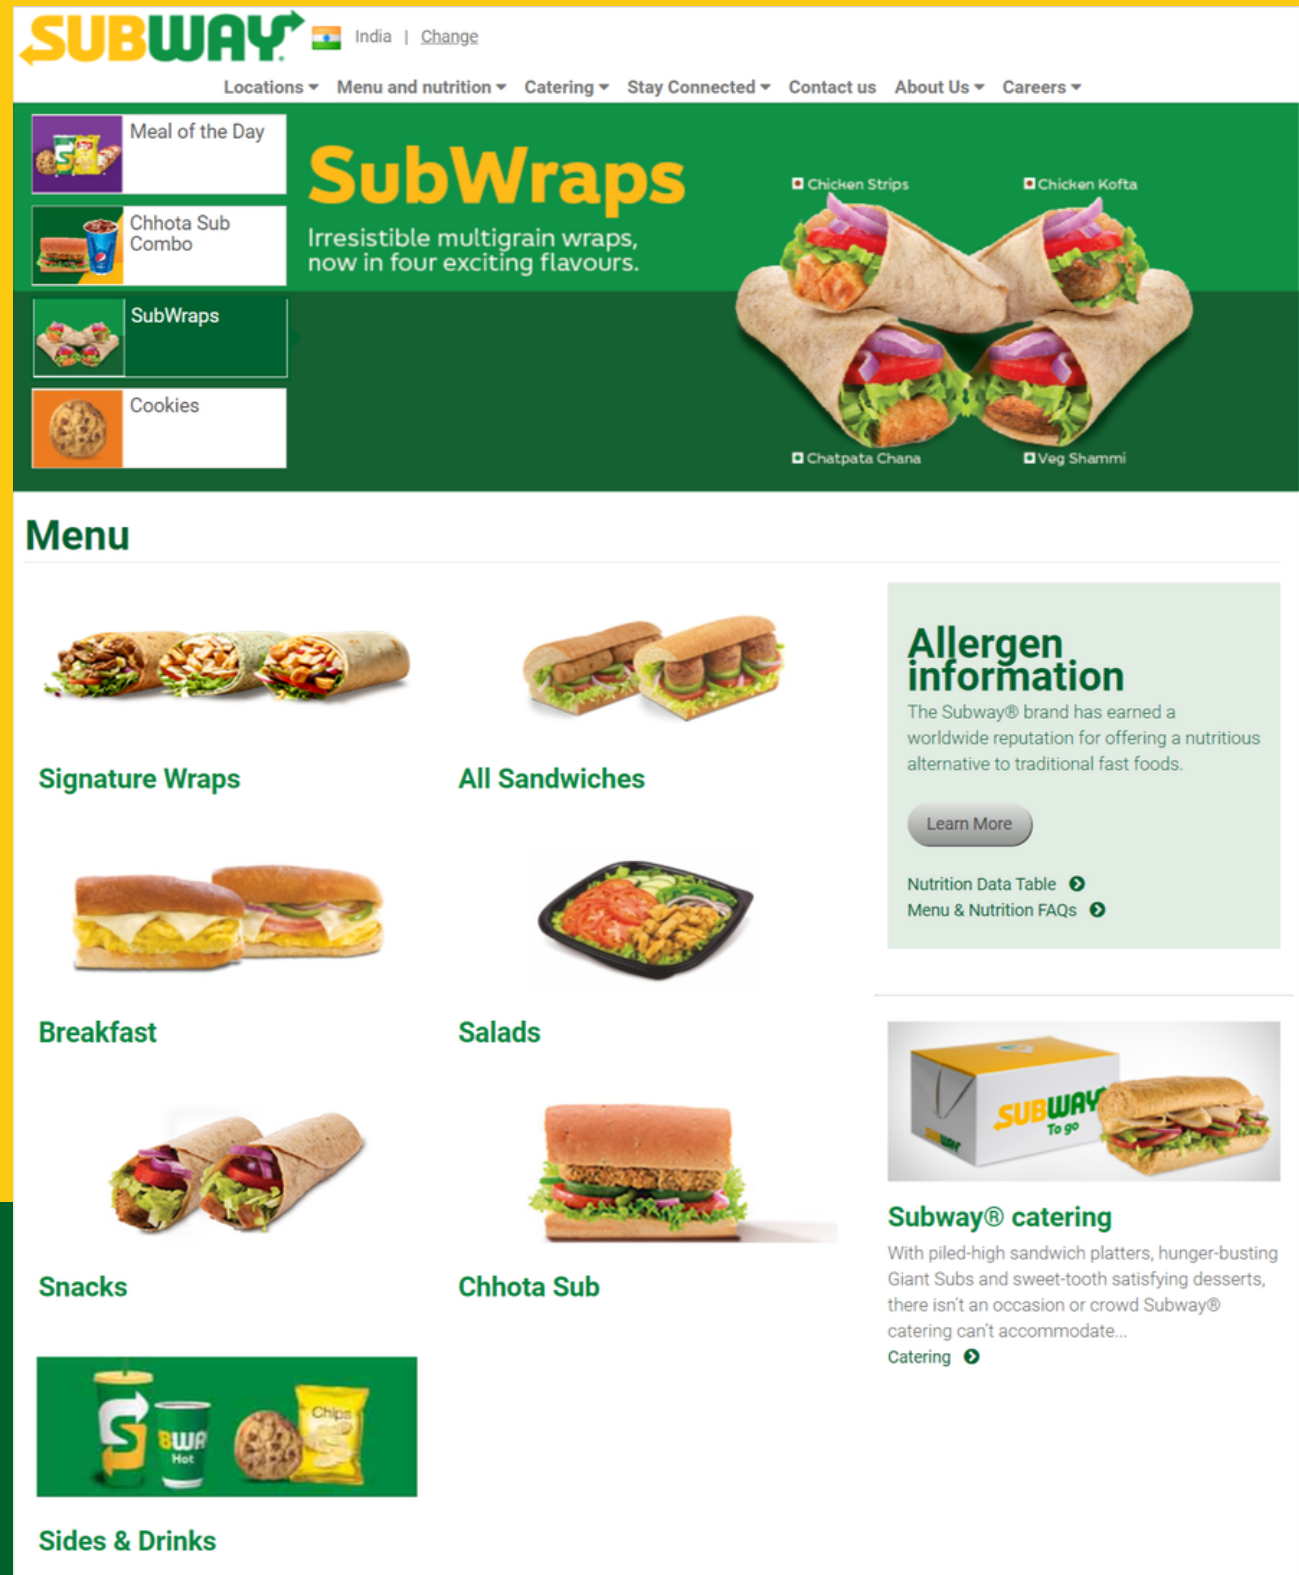 SUBWAY
India | Change
Locations Menu and nutrition Catering Stay Connected Contact us About Us Careers
Meal of the Day
Chhota Sub
Combo
SubWraps
Cookies
SubWraps
Irresistible multigrain wraps,
now in four exciting flavours.
Chicken Strips
Chicken Kofta
Chatpata Chana
Veg Shammi
Menu
Signature Wraps
All Sandwiches
Breakfast
Salads
Snacks
Chhota Sub
Chips
BWA
Hot
Sides & Drinks
Allergen
information
The Subway® brand has earned a
worldwide reputation for offering a nutritious
alternative to traditional fast foods.
Learn More
Nutrition Data Table
Menu & Nutrition FAQs
SUBWAY
To go
SUBWAY
Subway® catering
With piled-high sandwich platters, hunger-busting
Giant Subs and sweet-tooth satisfying desserts,
there isn't an occasion or crowd Subway®
catering can't accommodate...
Catering